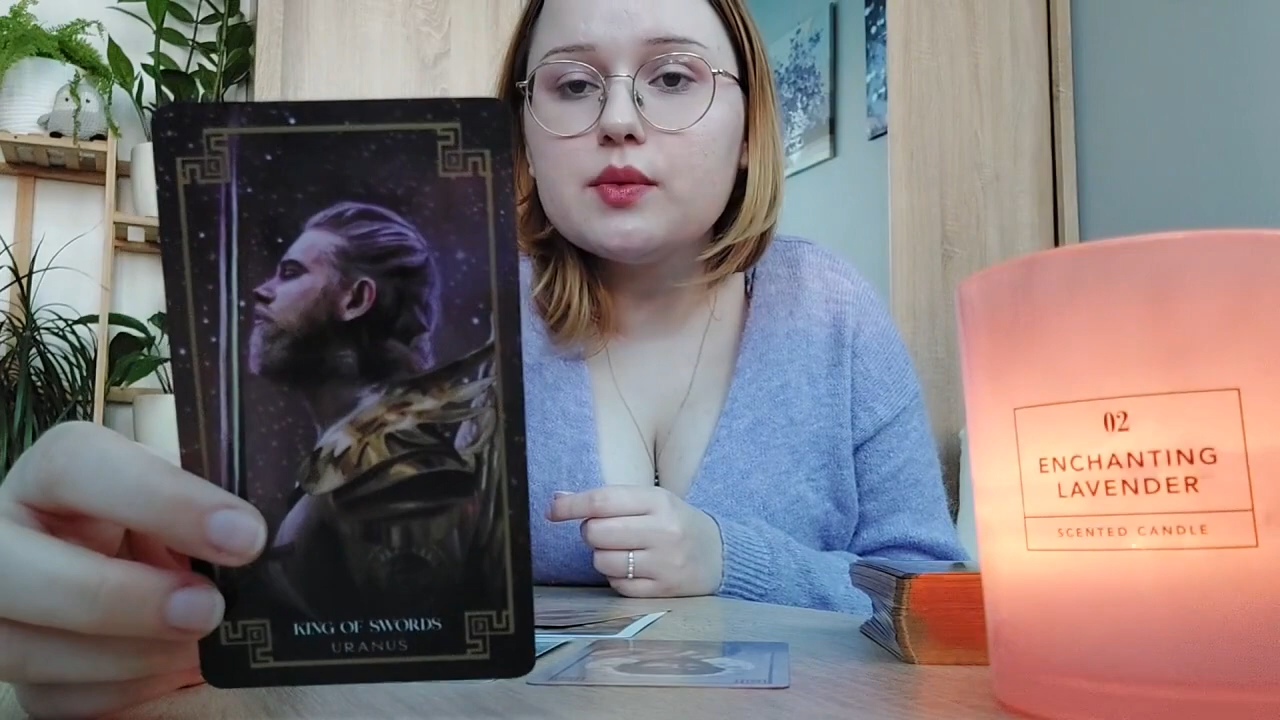 KING OF SWORDS
URANUS
02
ENCHANTING
LAVENDER
SCENTED CANDLE